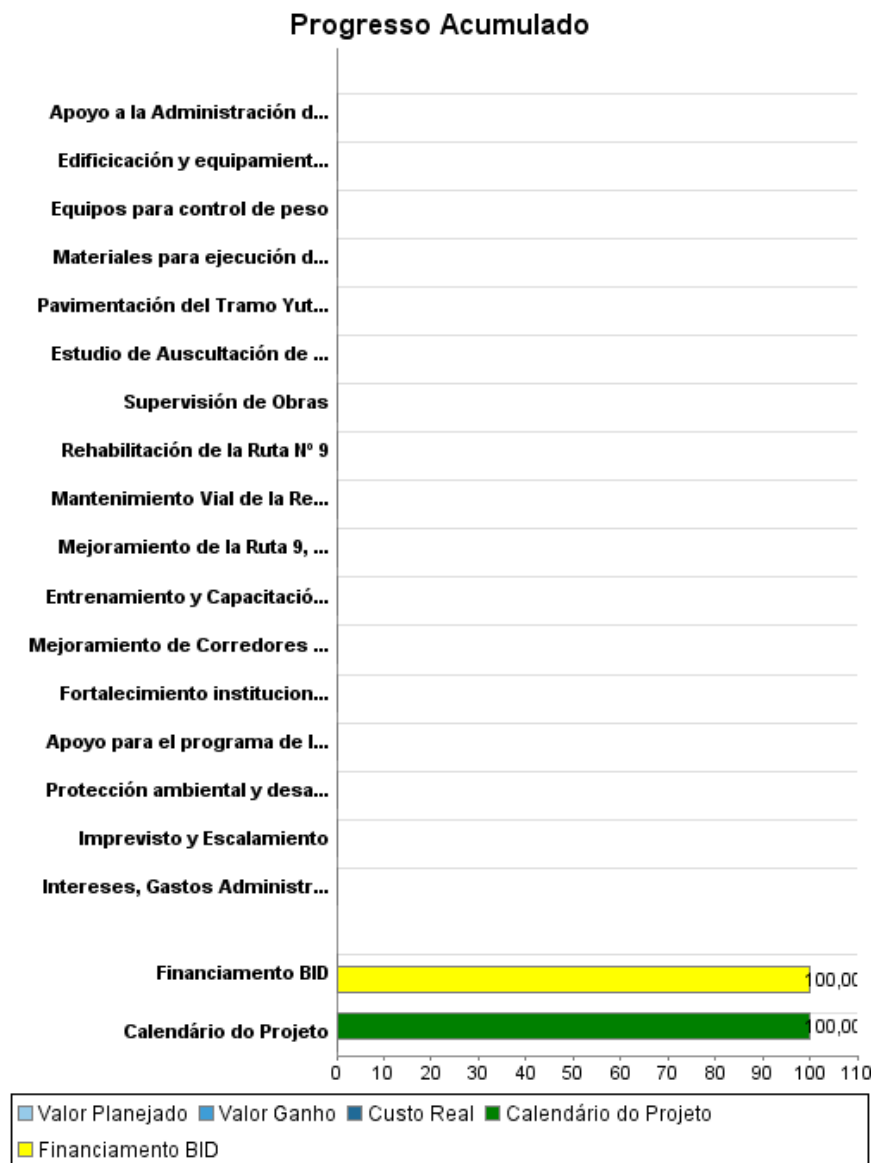 Progresso Acumulado
Apoyo a la Administración d...
Edificicación y equipamient...
Equipos para control de peso
Materiales para ejecución d...
Pavimentación del Tramo Yut...
Estudio de Auscultación de ...
Supervisión de Obras
Rehabilitación de la Ruta Nº 9
Mantenimiento Vial de la Re...
Mejoramiento de la Ruta 9, ...
Entrenamiento y Capacitació...
Mejoramiento de Corredores ...
Fortalecimiento institucion...
Apoyo para el programa de l...
Protección ambiental y desa...
Imprevisto y Escalamiento
Intereses, Gastos Administr...
Financiamento BID 100,00
Calendário do Projeto 100,00
0 10 20 30 40 50 60 70 80 90 100 110
Valor Planejado Valor Ganho Custo Real Calendário do Projeto
Financiamento BID